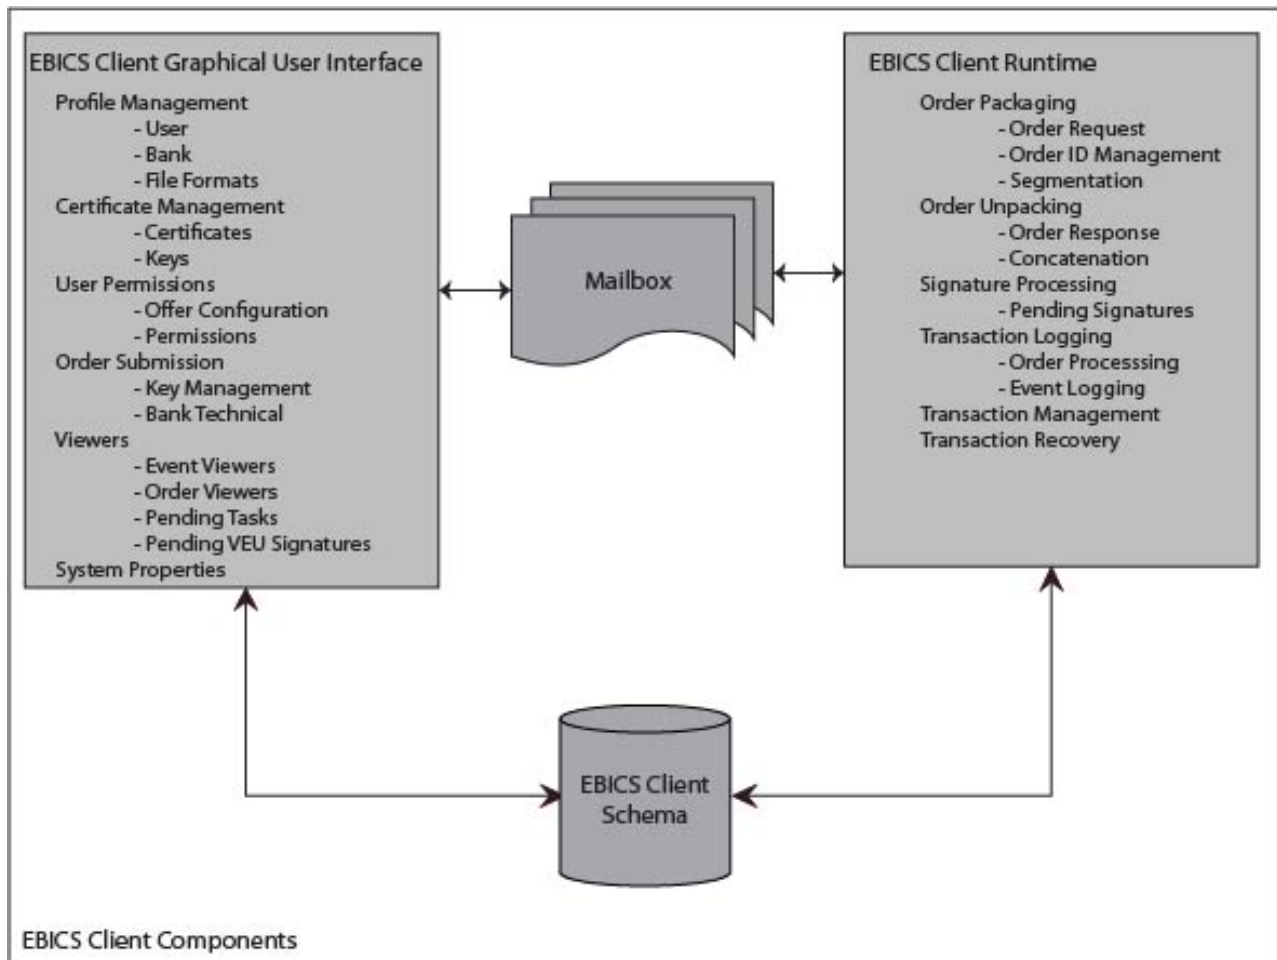 EBICS Client Graphical User Interface
Profile Management
- User
- Bank
- File Formats
Certificate Management
- Certificates
- Keys
User Permissions
- Offer Configuration
- Permissions
Order Submission
- Key Management
- Bank Technical
Viewers
- Event Viewers
- Order Viewers
- Pending Tasks
- Pending VEU Signatures
System Properties
Mailbox
EBICS Client Runtime
Order Packaging
- Order Request
- Order ID Management
- Segmentation
Order Unpacking
- Order Response
- Concatenation
Signature Processing
- Pending Signatures
Transaction Logging
- Order Processsing
- Event Logging
Transaction Management
Transaction Recovery
EBICS Client
Schema
EBICS Client Components